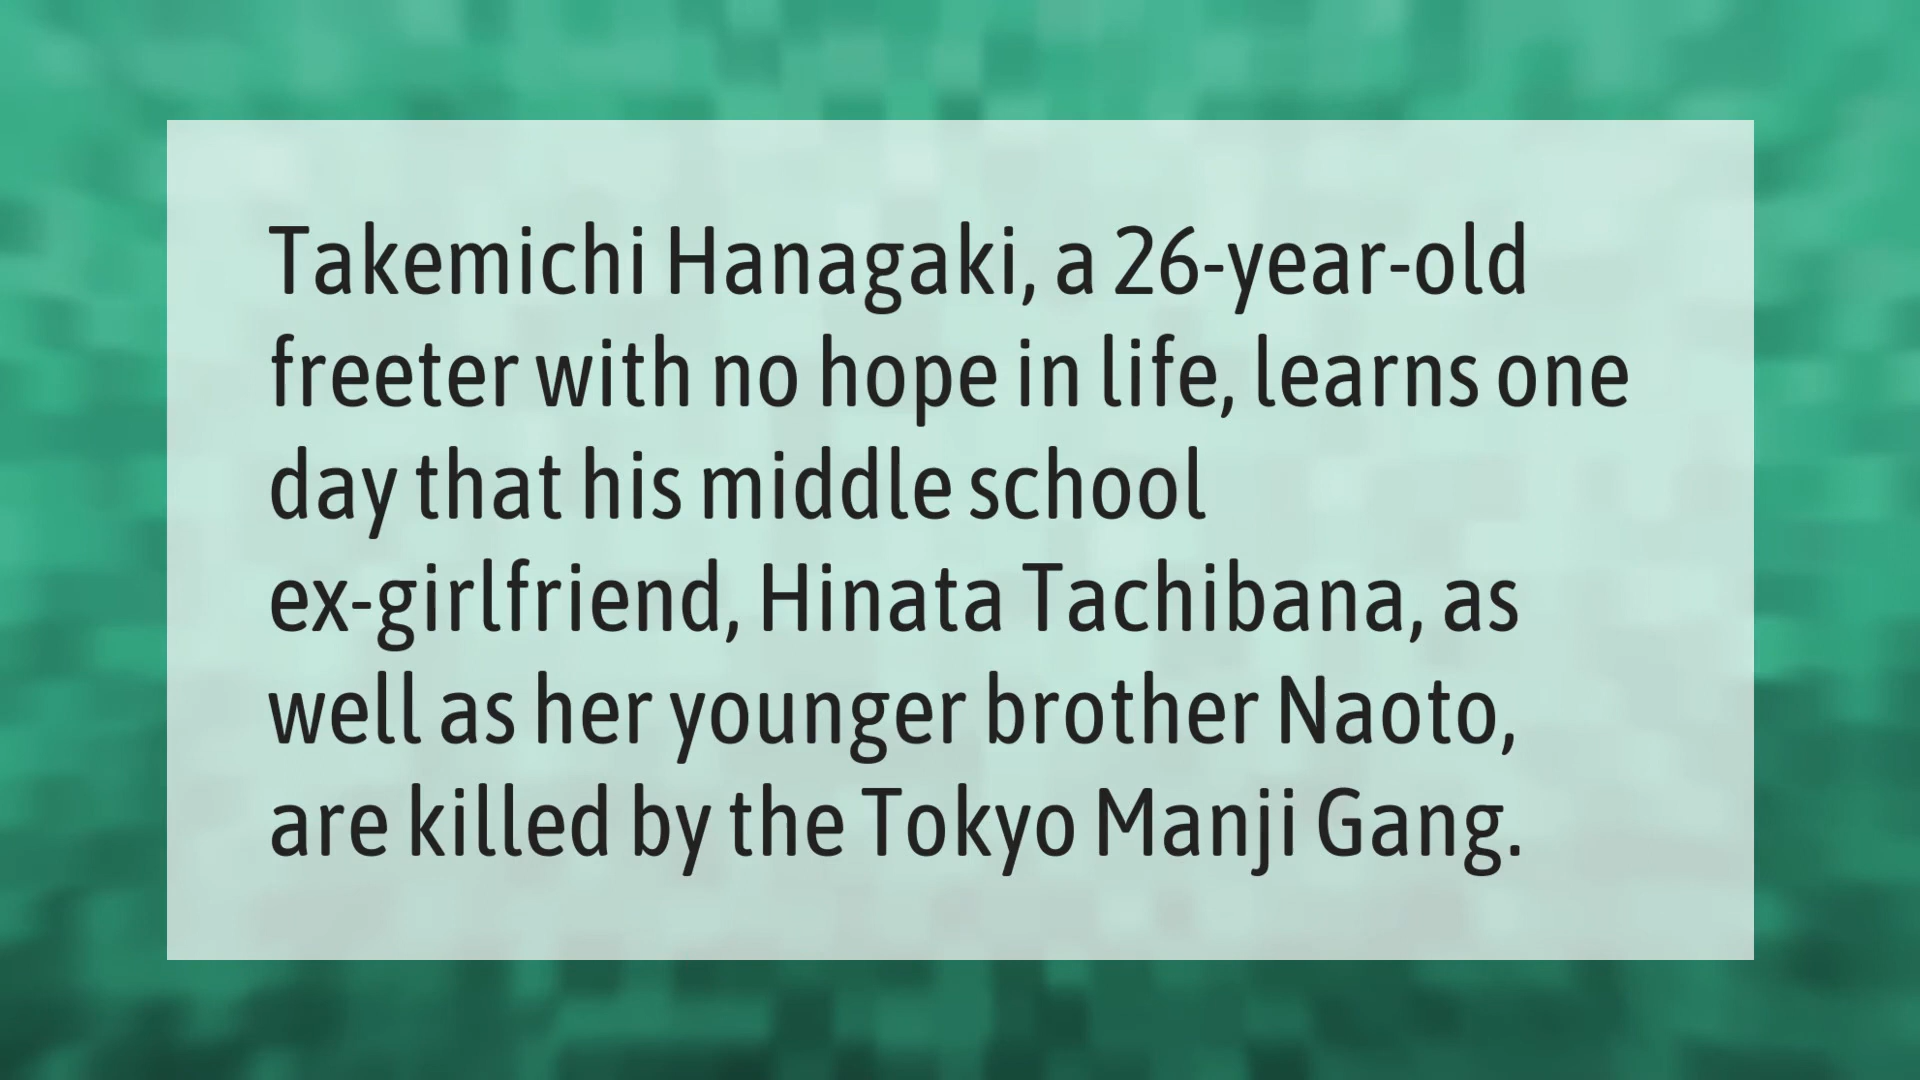 Takemichi Hanagaki, a 26-year-old
freeter with no hope in life, learns one
day that his middle school
ex-girlfriend, Hinata Tachibana, as
well as her younger brother Naoto,
are killed by the Tokyo Manji Gang.